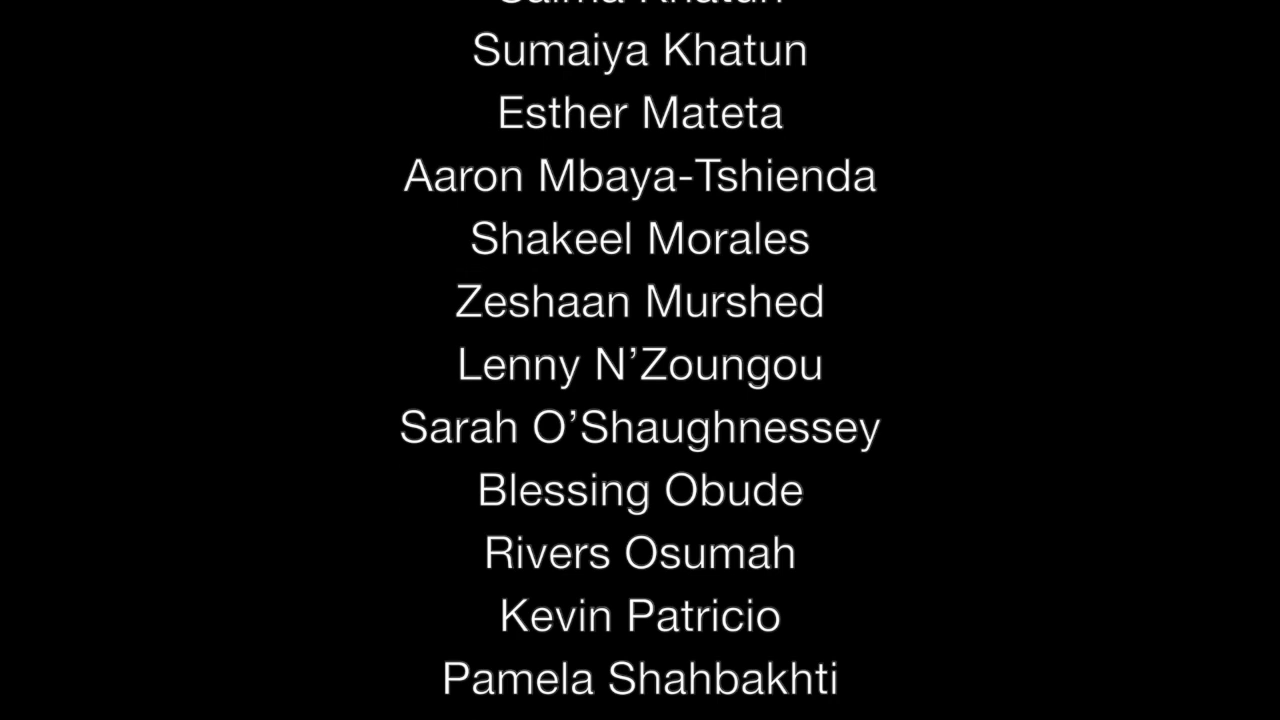 Sumaiya Khatun
Esther Mateta
Aaron Mbaya-Tshienda
Shakeel Morales
Zeshaan Murshed
Lenny N’Zoungou
Sarah O’Shaughnessey
Blessing Obude
Rivers Osumah
Kevin Patricio
Pamela Shahbakhti